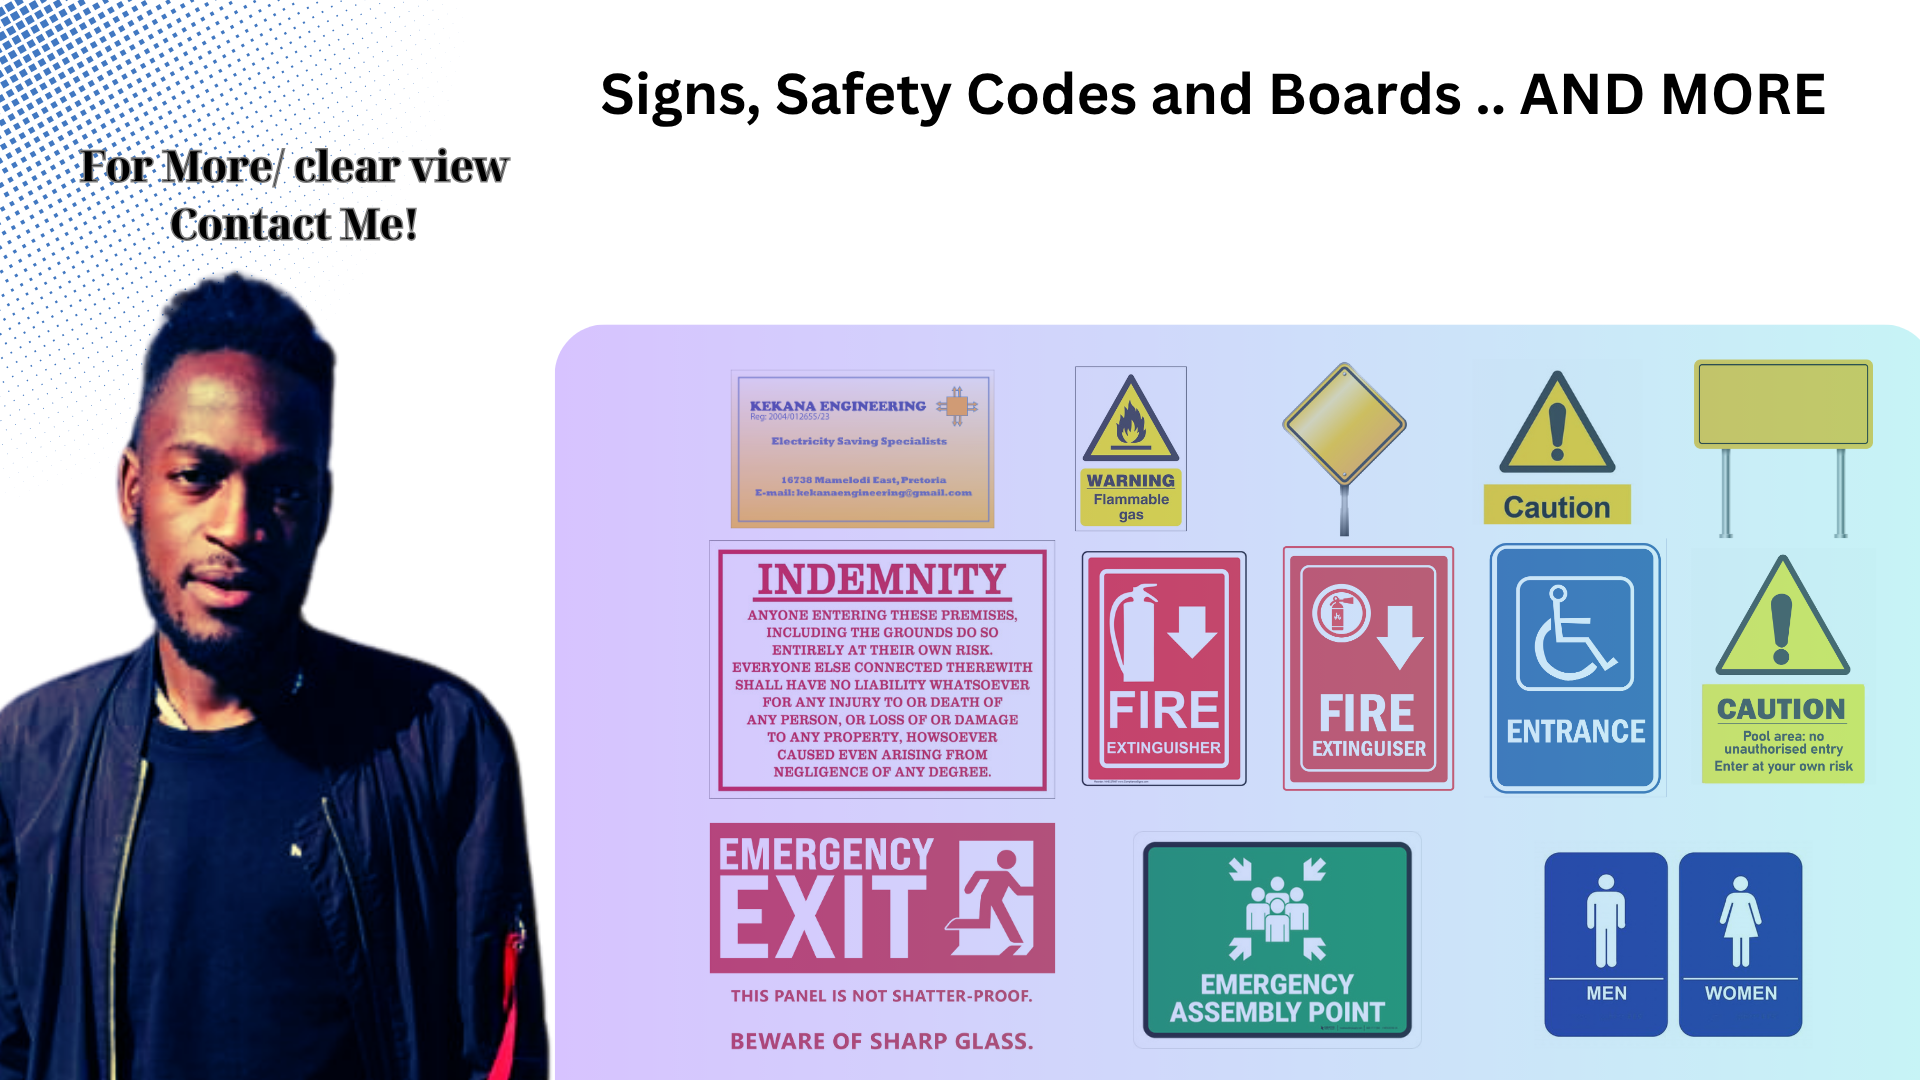 Signs, Safety Codes and Boards .. AND MORE
For More/ clear view
Contact Me!
KEKANA ENGINEERING
Reg: 2004/012655/23
Electricity Saving Specialists
16738 Mamelodi East, Pretoria
E-mail: kekanaengineering@gmail.com
WARNING
Flammable
gas
Caution
INDEMNITY
ANYONE ENTERING THESE PREMISES,
INCLUDING THE GROUNDS DO SO
ENTIRELY AT THEIR OWN RISK.
EVERYONE ELSE CONNECTED THEREWITH
SHALL HAVE NO LIABILITY WHATSOEVER
FOR ANY INJURY TO OR DEATH OF
ANY PERSON, OR LOSS OF OR DAMAGE
TO ANY PROPERTY, HOWSOEVER
CAUSED EVEN ARISING FROM
NEGLIGENCE OF ANY DEGREE.
FIRE
EXTINGUISHER
FIRE
EXTINGUISER
ENTRANCE
CAUTION
Pool area: no
unauthorised entry
Enter at your own risk
EMERGENCY
EXIT
THIS PANEL IS NOT SHATTER-PROOF.
BEWARE OF SHARP GLASS.
EMERGENCY
ASSEMBLY POINT
MEN
WOMEN